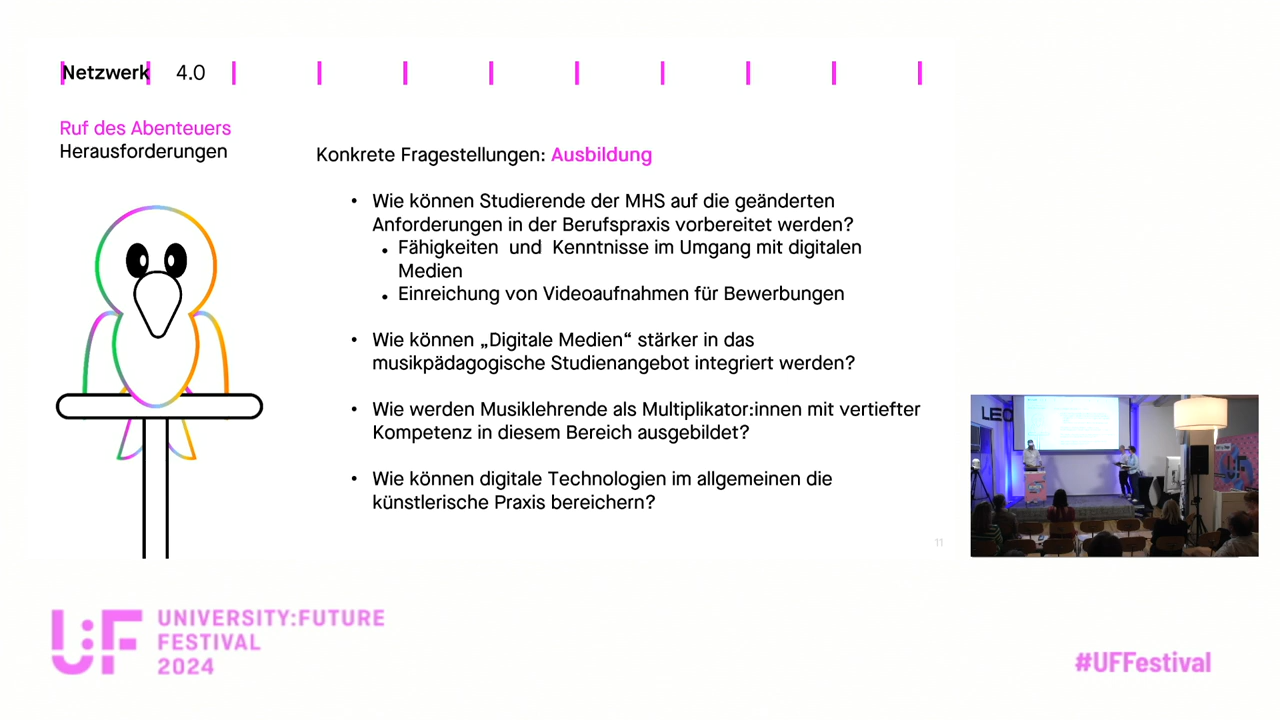 Netzwerk 4.0
Ruf des Abenteuers
Herausforderungen
Konkrete Fragestellungen: Ausbildung
• Wie können Studierende der MHS auf die geänderten
Anforderungen in der Berufspraxis vorbereitet werden?
• Fähigkeiten und Kenntnisse im Umgang mit digitalen
Medien
• Einreichung von Videoaufnahmen für Bewerbungen
• Wie können „Digitale Medien“ stärker in das
musikpädagogische Studienangebot integriert werden?
• Wie werden Musiklehrende als Multiplikator:innen mit vertiefter
Kompetenz in diesem Bereich ausgebildet?
• Wie können digitale Technologien im allgemeinen die
künstlerische Praxis bereichern?
11
U:F
UNIVERSITY:FUTURE
FESTIVAL
2024
#UFFestival